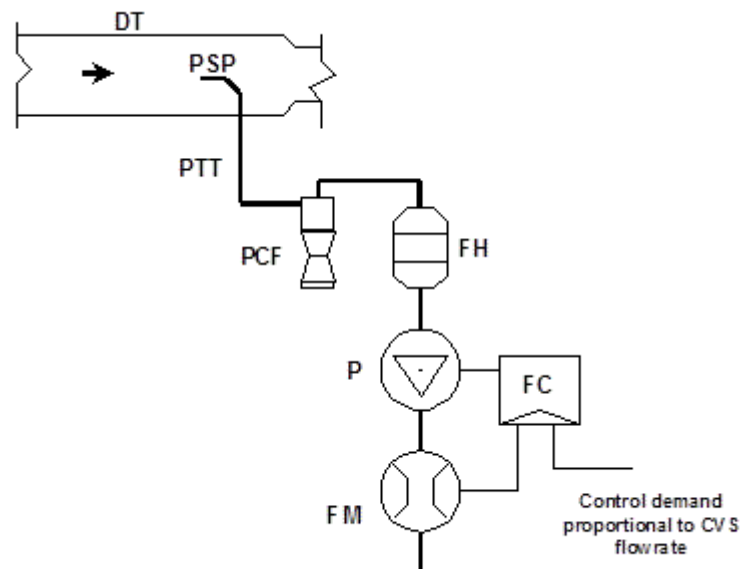 DT
PSP
PTT
PCF
FH
P
FC
FM
Control demand
proportional to CVS
flowrate